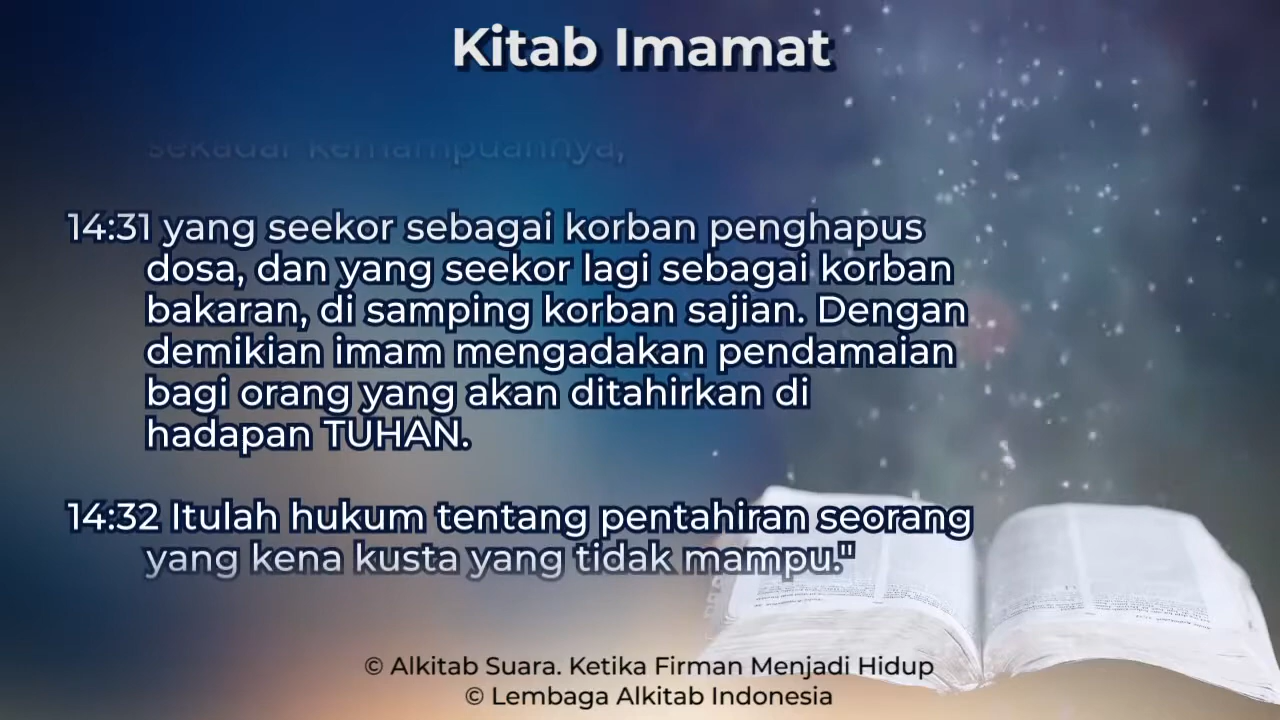 Kitab Imamat
sekadar kemampuannya,
14:31 yang seekor sebagai korban penghapus
dosa, dan yang seekor lagi sebagai korban
bakaran, di samping korban sajian. Dengan
demikian imam mengadakan pendamaian
bagi orang yang akan ditahirkan di
hadapan TUHAN.
14:32 Itulah hukum tentang pentahiran seorang
yang kena kusta yang tidak mampu."
© Alkitab Suara. Ketika Firman Menjadi Hidup
© Lembaga Alkitab Indonesia